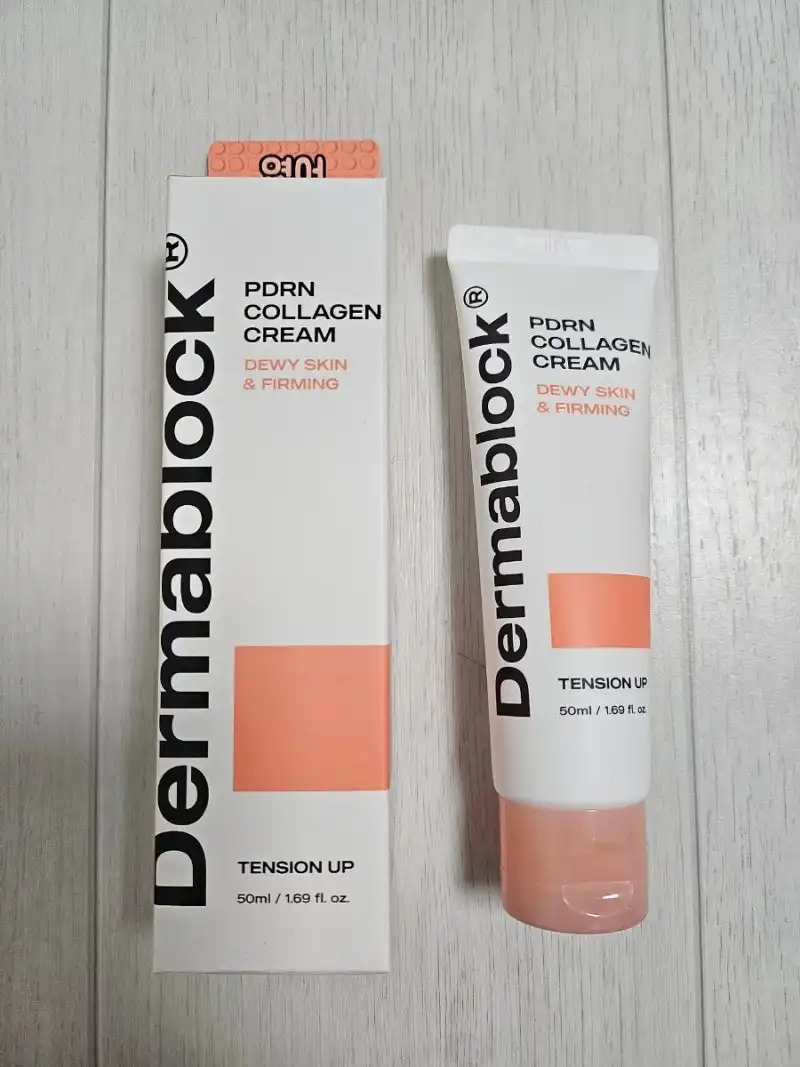 Dermablock®
PDRN
COLLAGEN
CREAM
DEWY SKIN
& FIRMING
TENSION UP
50ml / 1.69 fl. oz.
Dermablock®
PDRN
COLLAGEN
CREAM
DEWY SKIN
& FIRMING
TENSION UP
50ml / 1.69 fl. oz.